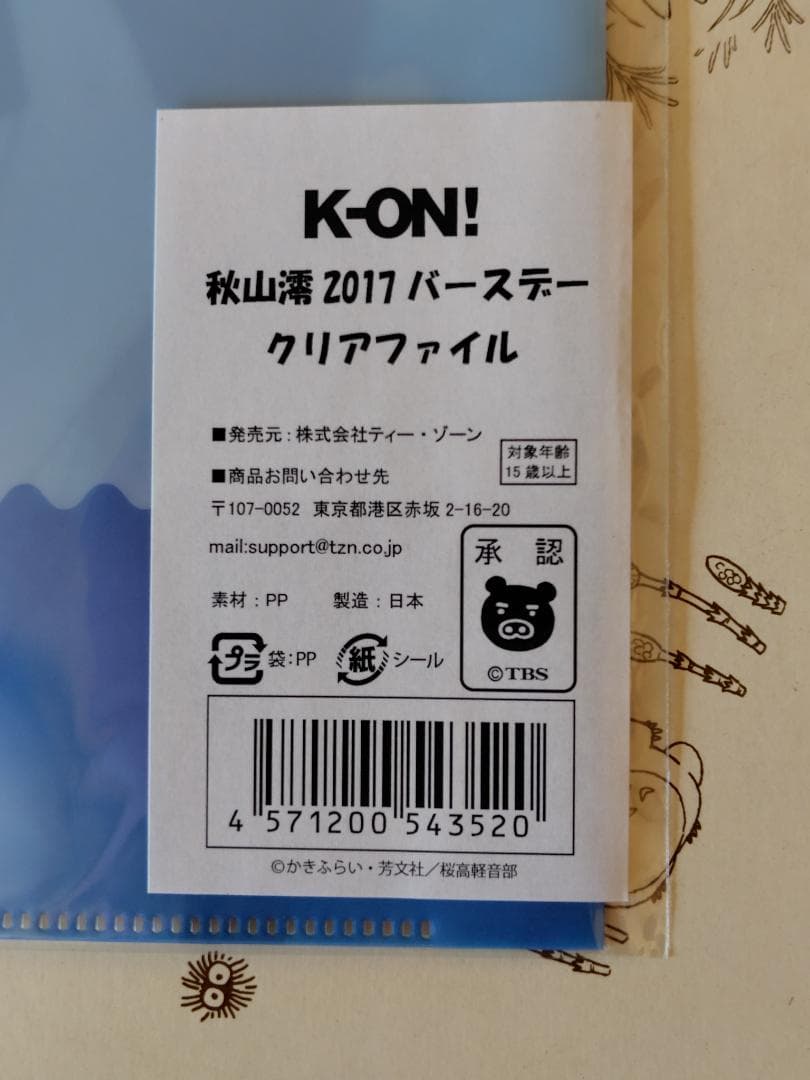 K-ON!
秋山澪 2017 バースデー
クリアファイル
■発売元：株式会社ティー・ゾーン
■商品お問い合わせ先
対象年齢
15歳以上
〒107-0052 東京都港区赤坂 2-16-20
mail:support@tzn.co.jp
承 認
©TBS
素材：PP 製造：日本
プラ 袋：PP 紙 シール
4 571200 543520
©かきふらい・芳文社／桜高軽音部